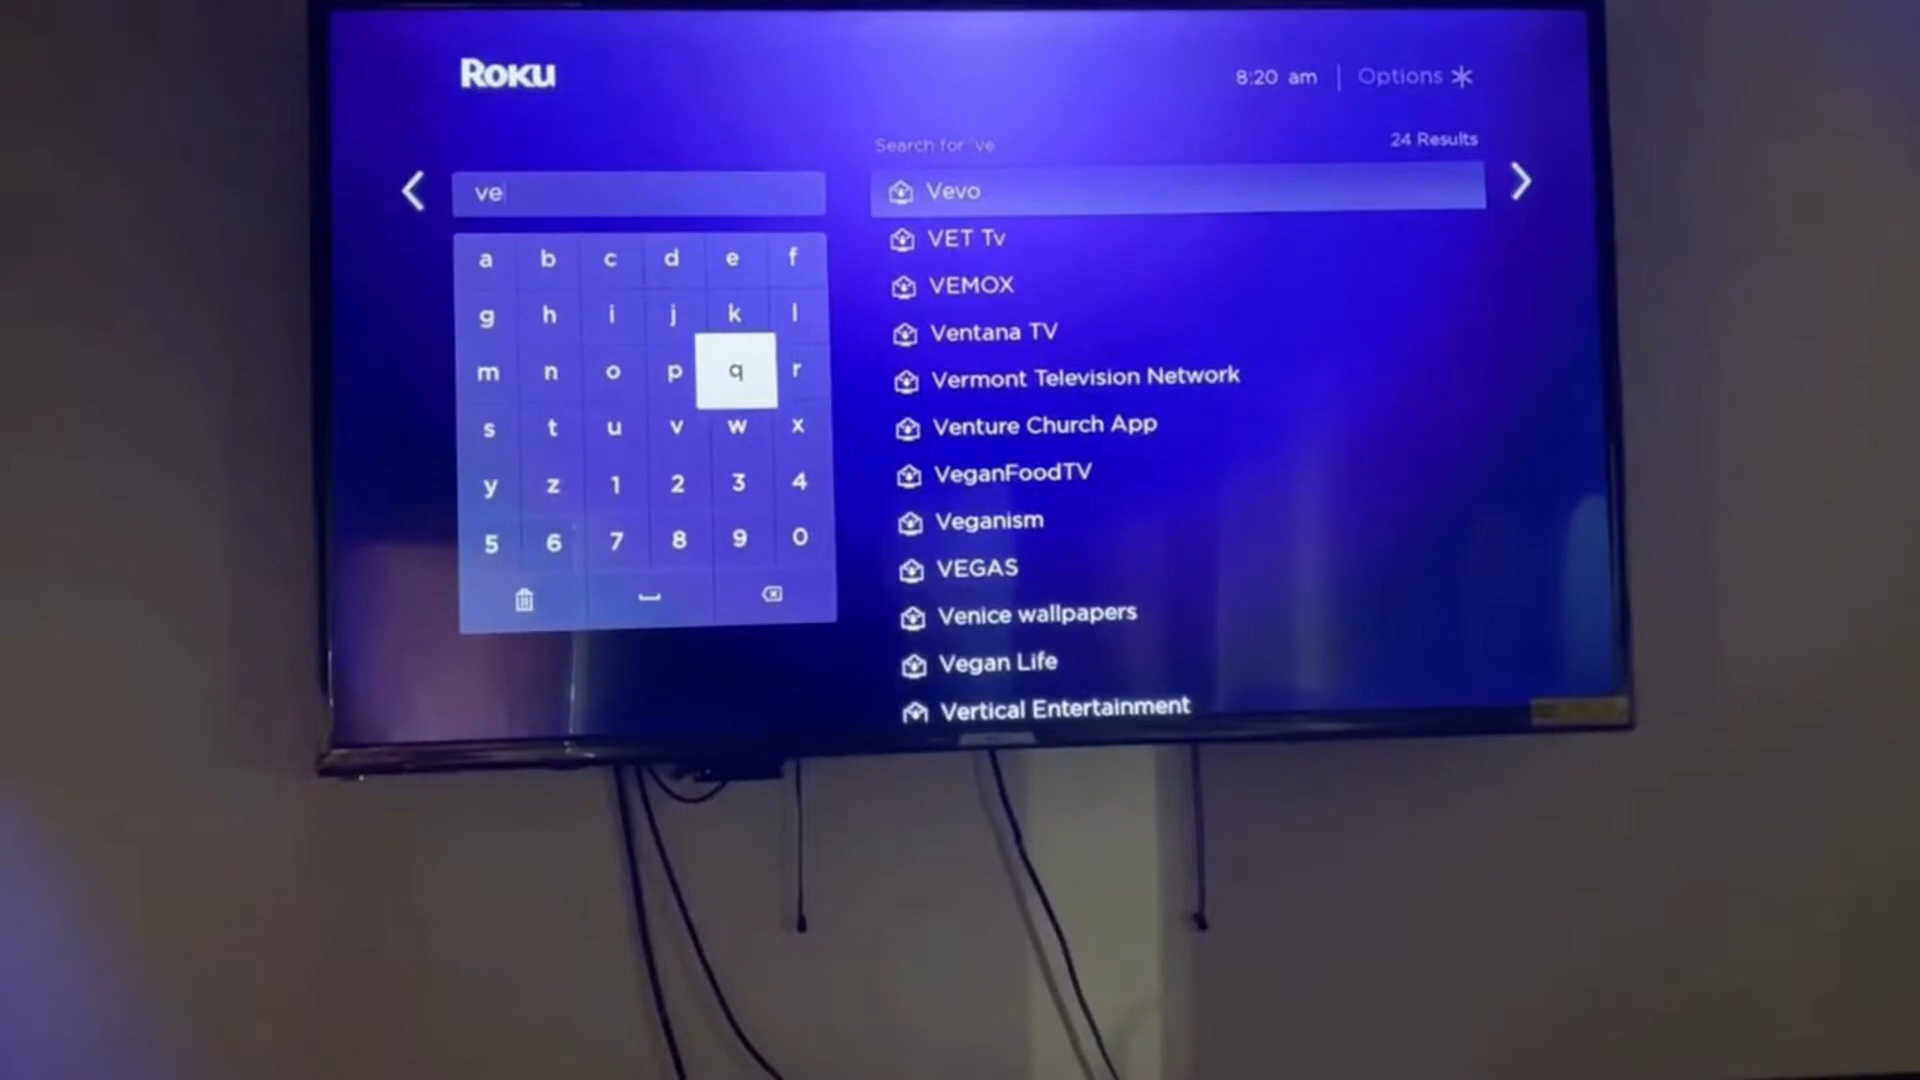 Roku
8:20 am | Options
Search for 've'
24 Results
ve
a b c d e f
g h i j k l
m n o p q r
s t u v w x
y z 1 2 3 4
5 6 7 8 9 0
Vevo
VET Tv
VEMOX
Ventana TV
Vermont Television Network
Venture Church App
VeganFoodTV
Veganism
VEGAS
Venice wallpapers
Vegan Life
Vertical Entertainment